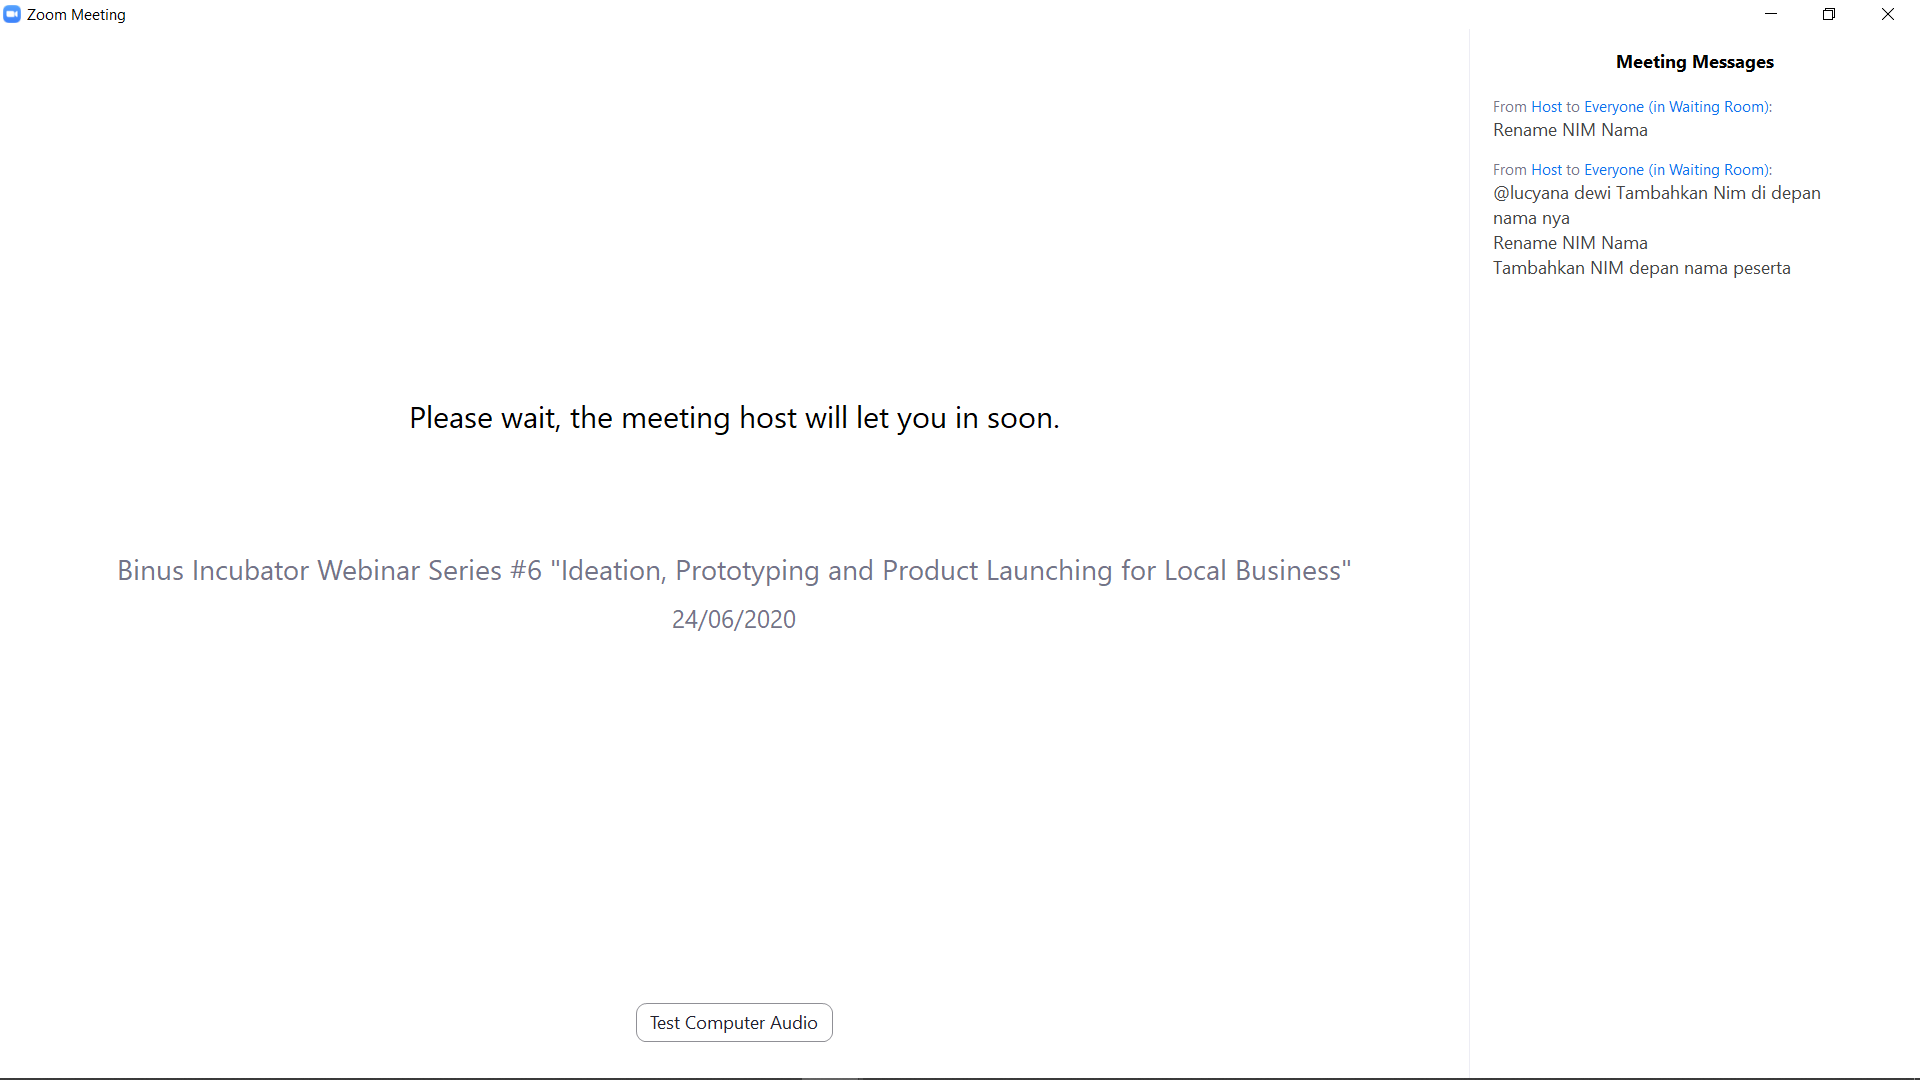 Zoom Meeting
Please wait, the meeting host will let you in soon.
Binus Incubator Webinar Series #6 "Ideation, Prototyping and Product Launching for Local Business"
24/06/2020
Test Computer Audio
Meeting Messages
From Host to Everyone (in Waiting Room):
Rename NIM Nama
From Host to Everyone (in Waiting Room):
@lucyana dewi Tambahkan Nim di depan
nama nya
Rename NIM Nama
Tambahkan NIM depan nama peserta